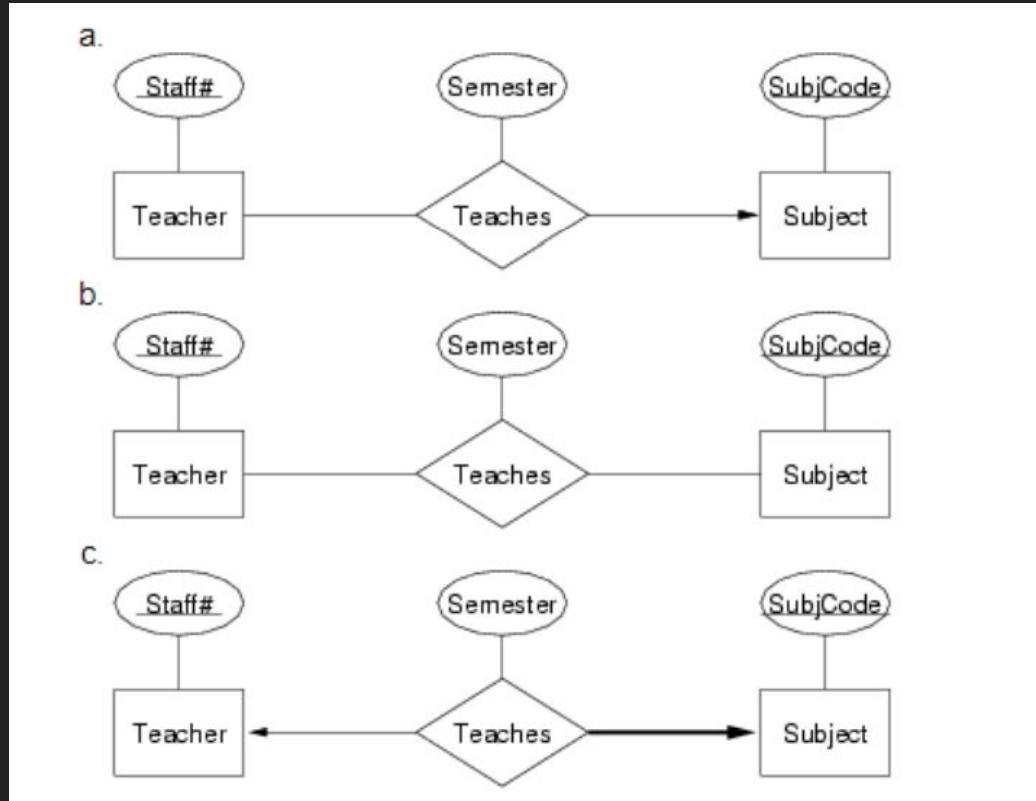 a.
Staff# Semester SubjCode
Teacher Teaches Subject
b.
Staff# Semester SubjCode
Teacher Teaches Subject
c.
Staff# Semester SubjCode
Teacher Teaches Subject